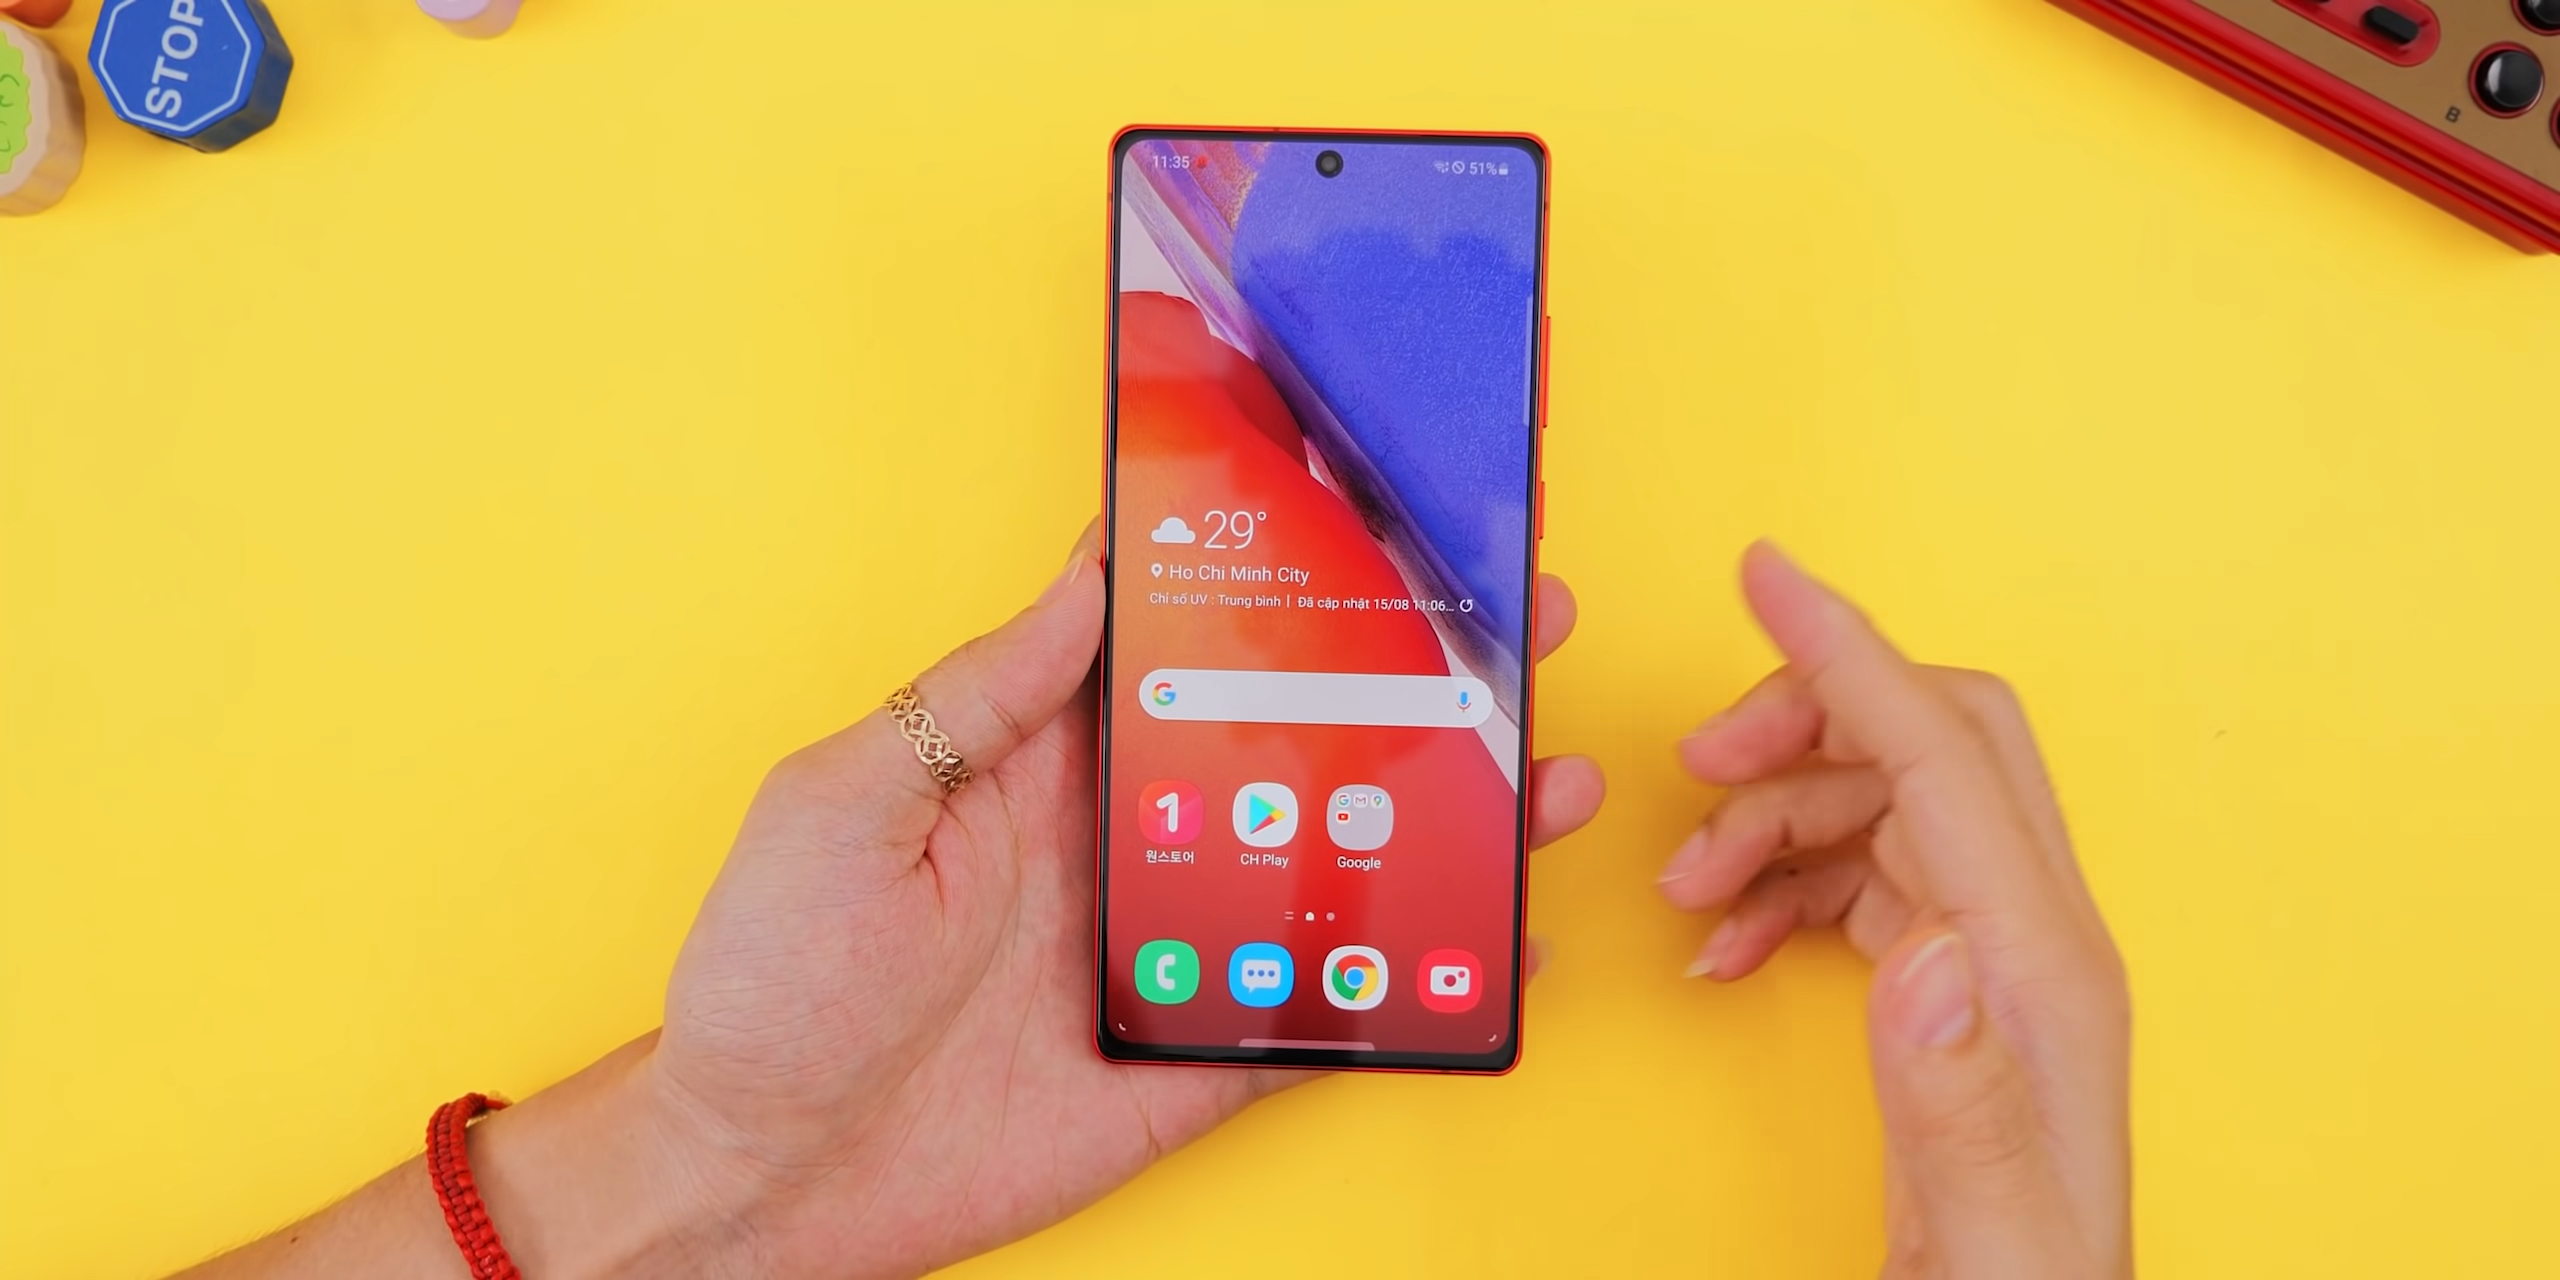 STOP
B
11:35
51%
29°
Ho Chi Minh City
Chỉ số UV : Trung bình | Đã cập nhật 15/08 11:06...
G
1
원스토어
CH Play
Google